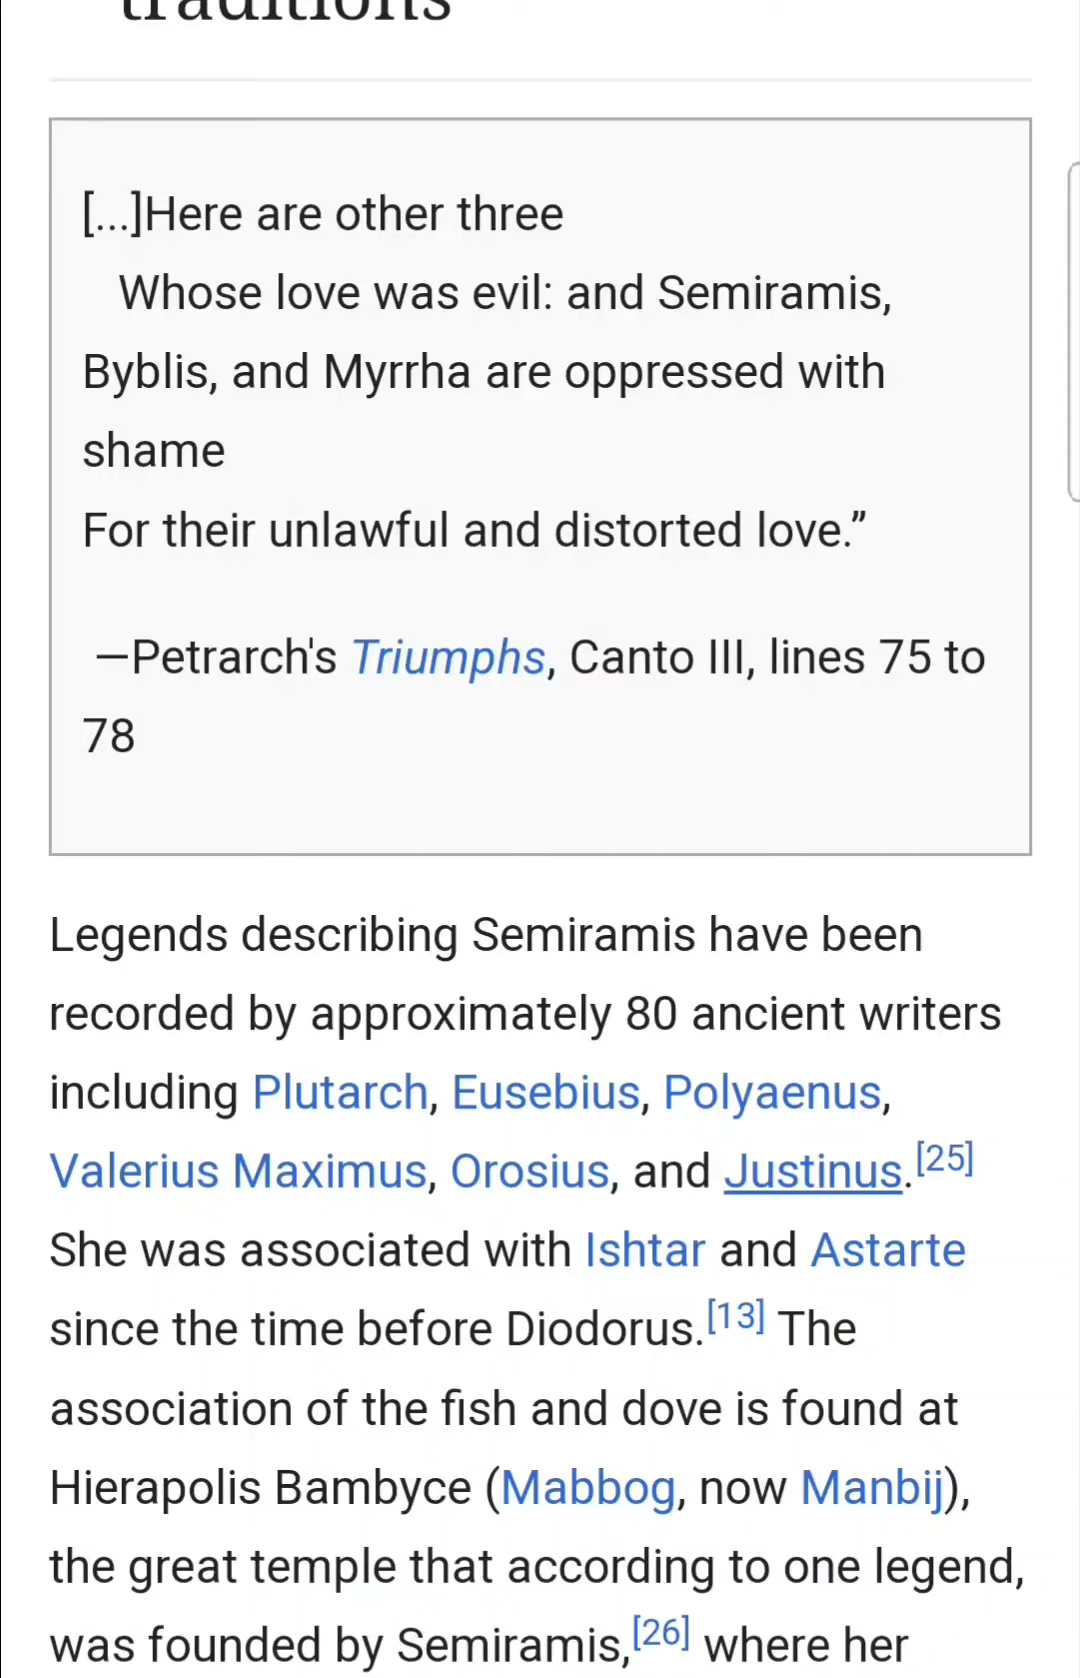 traditions
[...]Here are other three
Whose love was evil: and Semiramis,
Byblis, and Myrrha are oppressed with
shame
For their unlawful and distorted love.”
—Petrarch's Triumphs, Canto III, lines 75 to
78
Legends describing Semiramis have been
recorded by approximately 80 ancient writers
including Plutarch, Eusebius, Polyaenus,
Valerius Maximus, Orosius, and Justinus.[25]
She was associated with Ishtar and Astarte
since the time before Diodorus.[13] The
association of the fish and dove is found at
Hierapolis Bambyce (Mabbog, now Manbij),
the great temple that according to one legend,
was founded by Semiramis,[26] where her